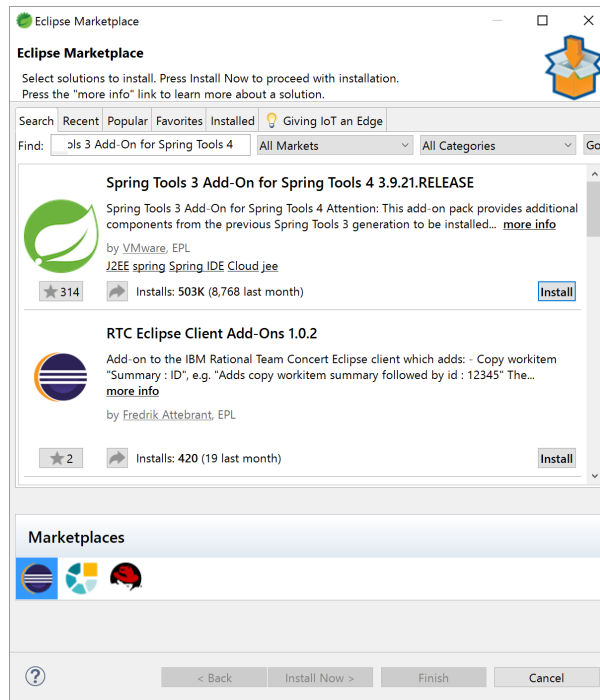 Eclipse Marketplace
Eclipse Marketplace
Select solutions to install. Press Install Now to proceed with installation.
Press the "more info" link to learn more about a solution.
Search Recent Popular Favorites Installed Giving IoT an Edge
Find: ols 3 Add-On for Spring Tools 4 All Markets All Categories Go
Spring Tools 3 Add-On for Spring Tools 4 3.9.21.RELEASE
Spring Tools 3 Add-On for Spring Tools 4 Attention: This add-on pack provides additional
components from the previous Spring Tools 3 generation to be installed... more info
by VMware, EPL
J2EE spring Spring IDE Cloud jee
314 Installs: 503K (8,768 last month) Install
RTC Eclipse Client Add-Ons 1.0.2
Add-on to the IBM Rational Team Concert Eclipse client which adds: - Copy workitem
"Summary : ID", e.g. "Adds copy workitem summary followed by id : 12345" The...
more info
by Fredrik Attebrant, EPL
2 Installs: 420 (19 last month) Install
Marketplaces
? < Back Install Now > Finish Cancel